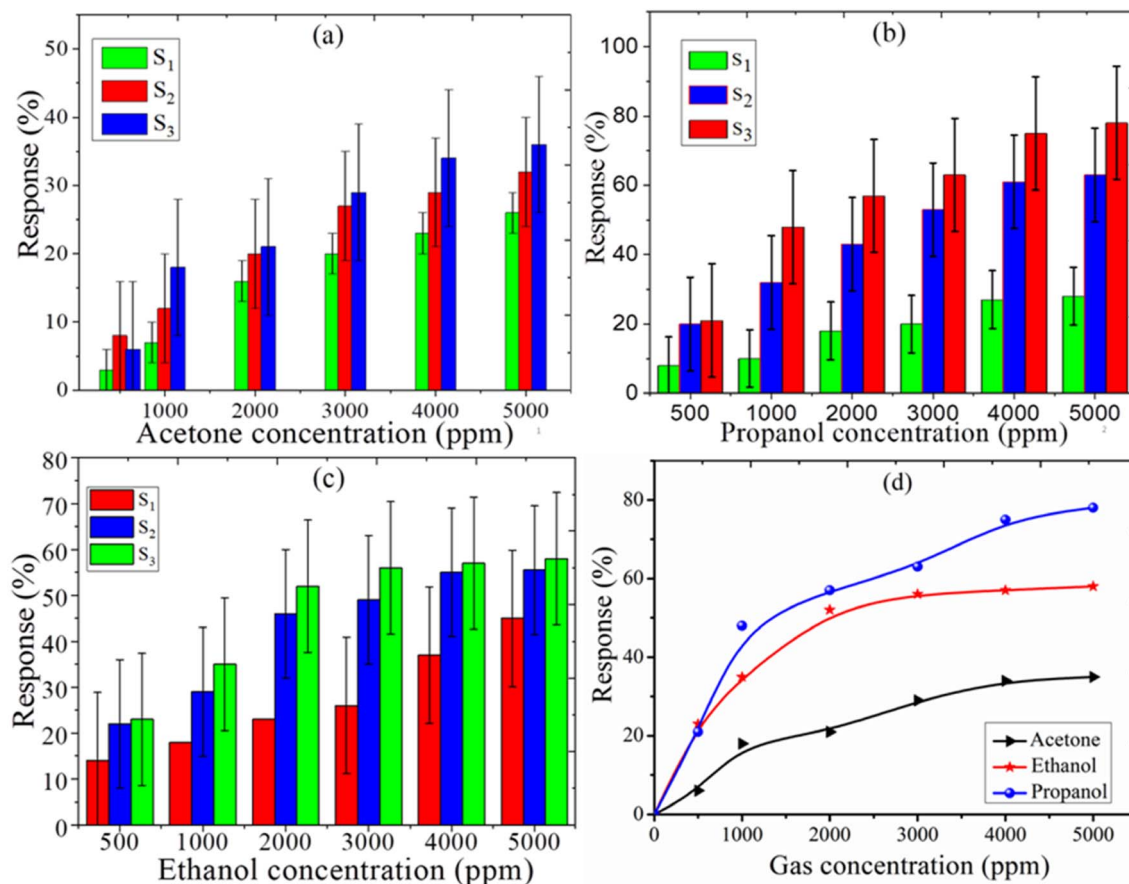 (a)
50
40
30
20
10
0
Response (%)
S1
S2
S3
1000 2000 3000 4000 5000
Acetone concentration (ppm)
1
(b)
100
80
60
40
20
0
Response (%)
S1
S2
S3
500 1000 2000 3000 4000 5000
Propanol concentration (ppm)
2
(c)
80
70
60
50
40
30
20
10
0
Response (%)
S1
S2
S3
500 1000 2000 3000 4000 5000
Ethanol concentration (ppm)
(d)
80
60
40
20
0
Response (%)
Acetone
Ethanol
Propanol
0 1000 2000 3000 4000 5000
Gas concentration (ppm)